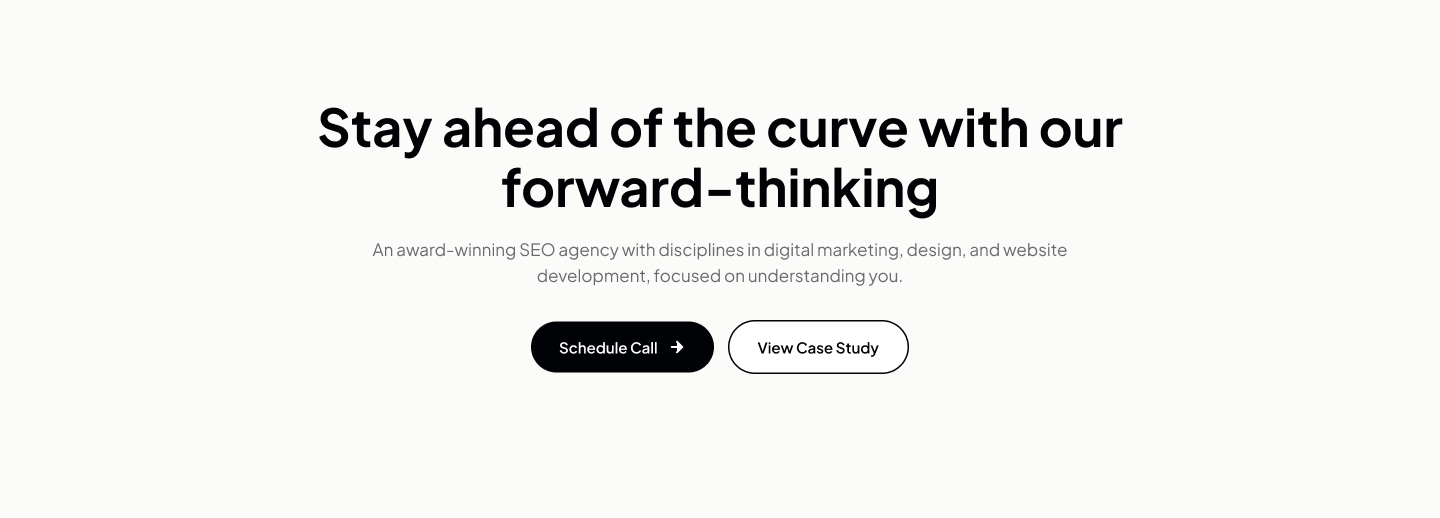 Stay ahead of the curve with our
forward-thinking
An award-winning SEO agency with disciplines in digital marketing, design, and website
development, focused on understanding you.
Schedule Call
View Case Study